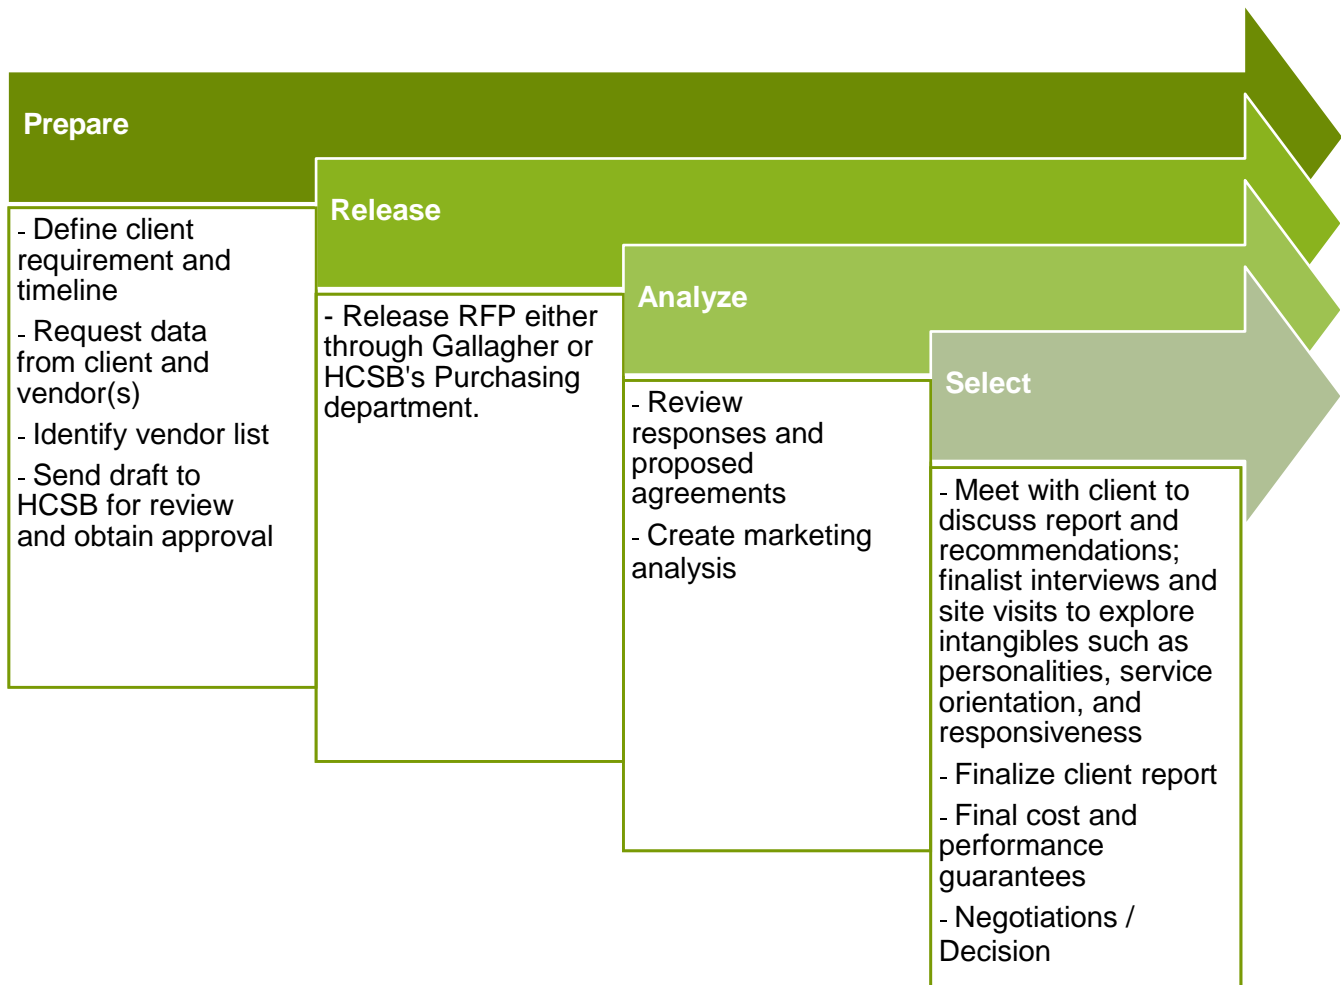 Prepare
- Define client
requirement and
timeline
- Request data
from client and
vendor(s)
- Identify vendor list
- Send draft to
HCSB for review
and obtain approval
Release
- Release RFP either
through Gallagher or
HCSB's Purchasing
department.
Analyze
- Review
responses and
proposed
agreements
- Create marketing
analysis
Select
- Meet with client to
discuss report and
recommendations;
finalist interviews and
site visits to explore
intangibles such as
personalities, service
orientation, and
responsiveness
- Finalize client report
- Final cost and
performance
guarantees
- Negotiations /
Decision